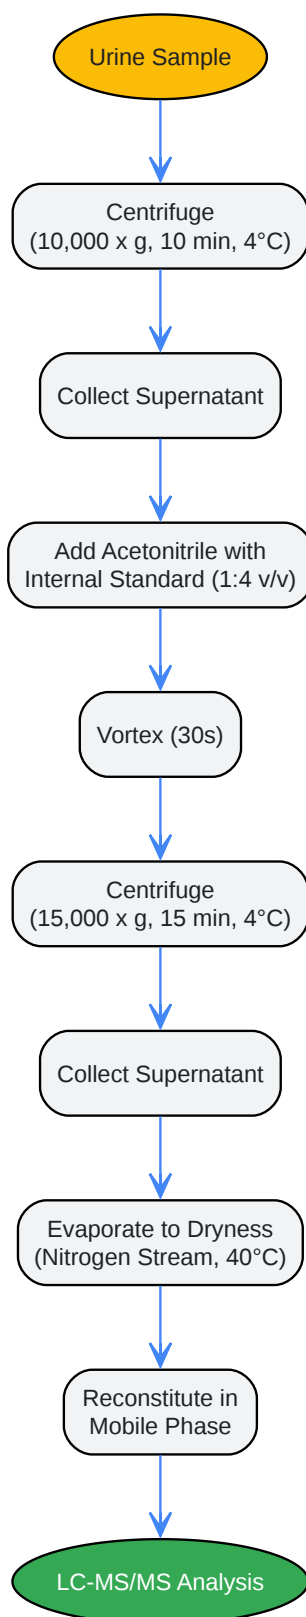 Urine Sample
Centrifuge
(10,000 x g, 10 min, 4°C)
Collect Supernatant
Add Acetonitrile with
Internal Standard (1:4 v/v)
Vortex (30s)
Centrifuge
(15,000 x g, 15 min, 4°C)
Collect Supernatant
Evaporate to Dryness
(Nitrogen Stream, 40°C)
Reconstitute in
Mobile Phase
LC-MS/MS Analysis